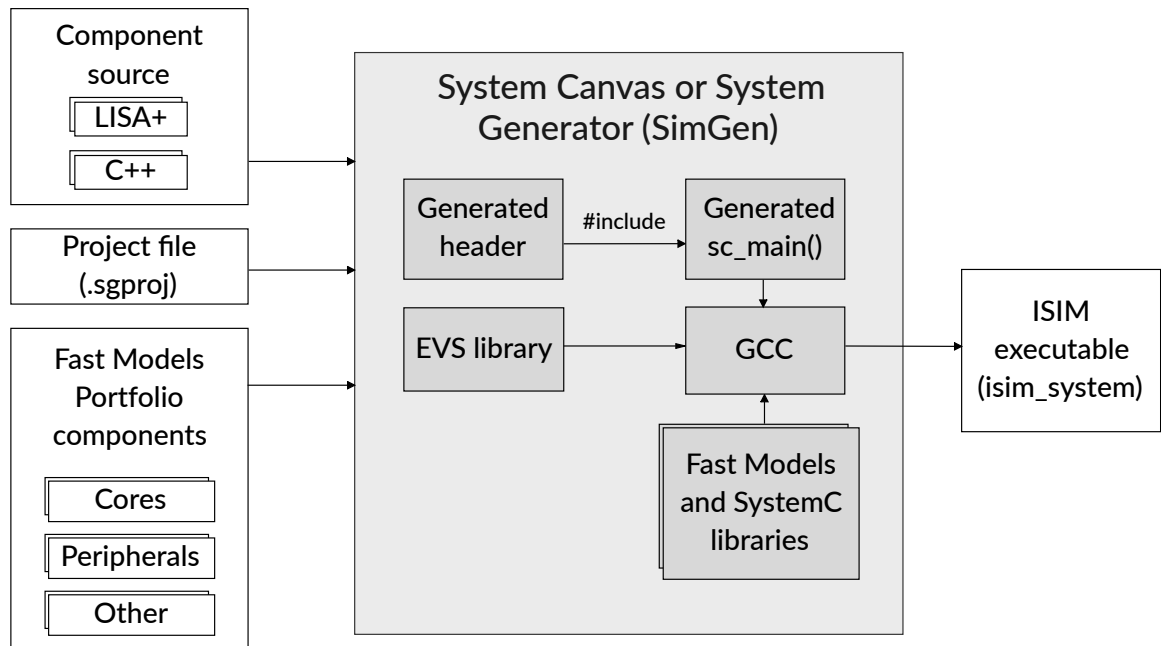 Component
source
LISA+
C++
Project file
(.sgproj)
Fast Models
Portfolio
components
Cores
Peripherals
Other
System Canvas or System
Generator (SimGen)
Generated
header
#include
Generated
sc_main()
EVS library
GCC
Fast Models
and SystemC
libraries
ISIM
executable
(isim_system)